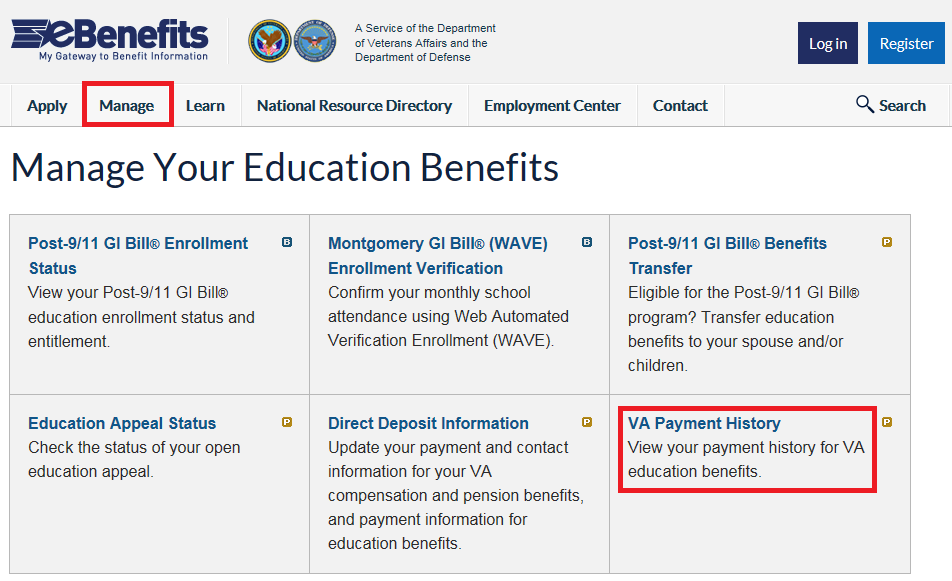 eBenefits
My Gateway to Benefit Information
A Service of the Department
of Veterans Affairs and the
Department of Defense
Log in
Register
Apply
Manage
Learn
National Resource Directory
Employment Center
Contact
Search
Manage Your Education Benefits
Post-9/11 GI Bill® Enrollment
Status
B
View your Post-9/11 GI Bill®
education enrollment status and
entitlement.
Montgomery GI Bill® (WAVE)
Enrollment Verification
B
Confirm your monthly school
attendance using Web Automated
Verification Enrollment (WAVE).
Post-9/11 GI Bill® Benefits
Transfer
P
Eligible for the Post-9/11 GI Bill®
program? Transfer education
benefits to your spouse and/or
children.
Education Appeal Status
P
Check the status of your open
education appeal.
Direct Deposit Information
P
Update your payment and contact
information for your VA
compensation and pension benefits,
and payment information for
education benefits.
VA Payment History
P
View your payment history for VA
education benefits.